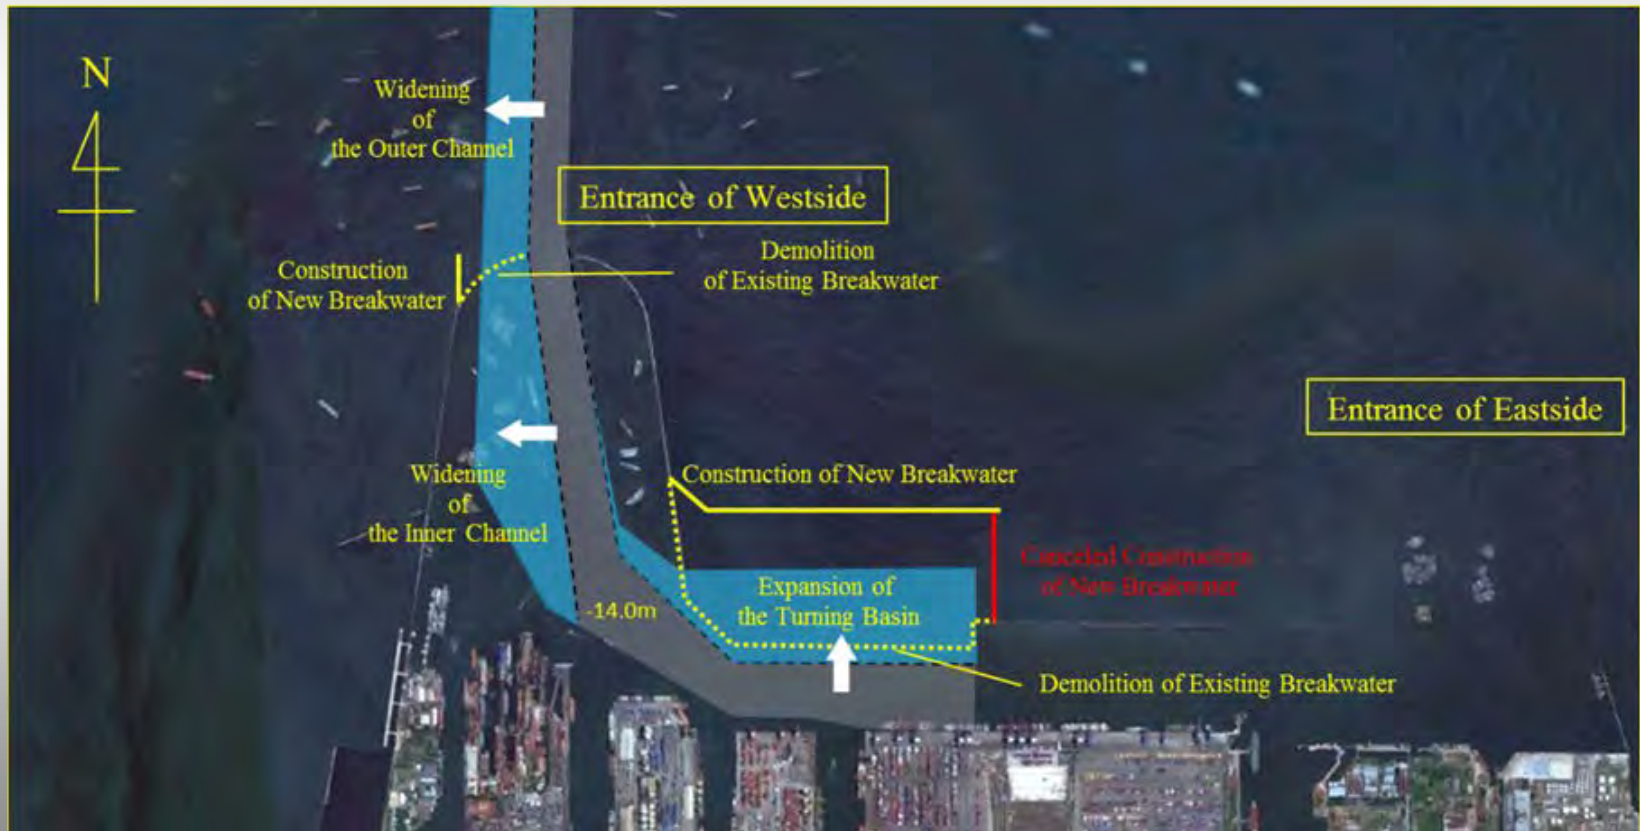 N
Widening
of
the Outer Channel
Entrance of Westside
Demolition
of Existing Breakwater
Construction
of New Breakwater
Entrance of Eastside
Construction of New Breakwater
Widening
of
the Inner Channel
Canceled Construction
of New Breakwater
Expansion of
the Turning Basin
-14.0m
Demolition of Existing Breakwater